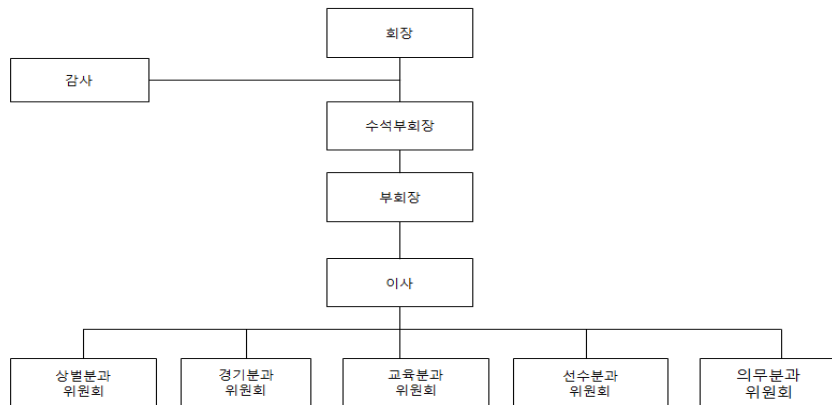 회장
감사
수석부회장
부회장
이사
상벌분과
위원회
경기분과
위원회
교육분과
위원회
선수분과
위원회
의무분과
위원회